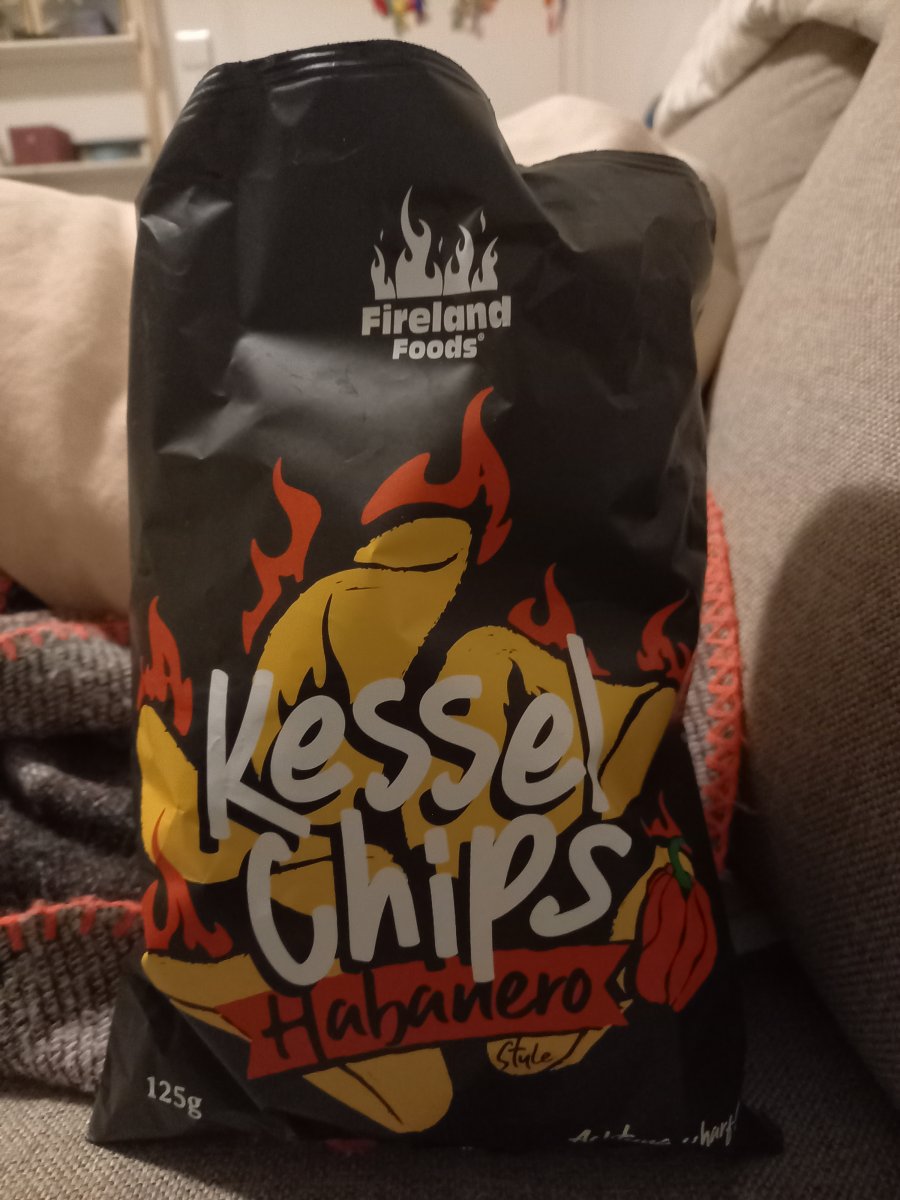 Fireland
Foods®
Kessel
Chips
Habanero
Style
125g